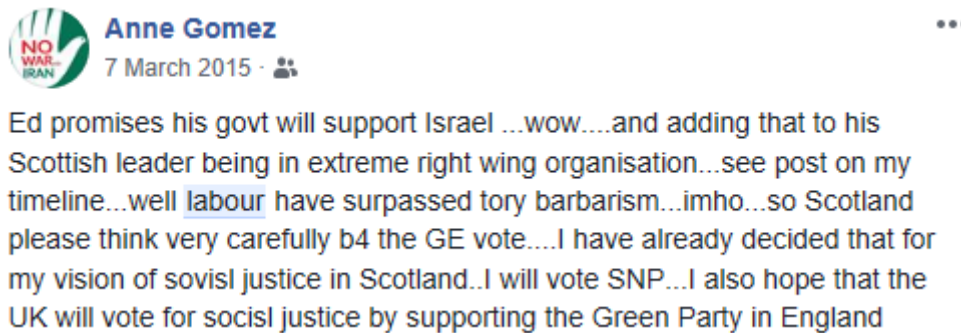 Anne Gomez
7 March 2015 ·
NO
WAR...
IRAN
Ed promises his govt will support Israel ...wow....and adding that to his
Scottish leader being in extreme right wing organisation...see post on my
timeline...well labour have surpassed tory barbarism...imho...so Scotland
please think very carefully b4 the GE vote....I have already decided that for
my vision of sovisl justice in Scotland..I will vote SNP...I also hope that the
UK will vote for socisl justice by supporting the Green Party in England